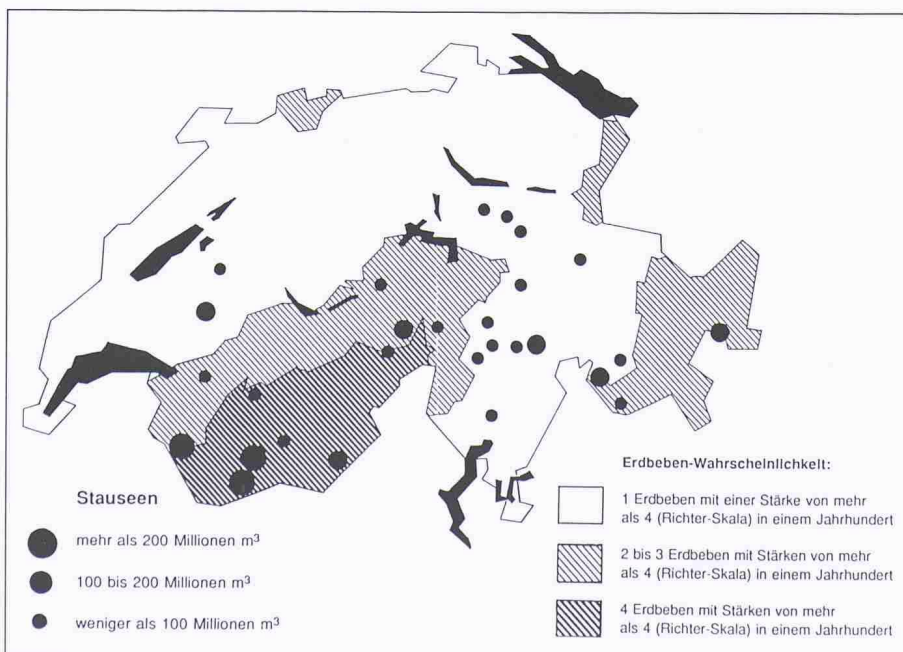 Stauseen
mehr als 200 Millionen m³
100 bis 200 Millionen m³
weniger als 100 Millionen m³
Erdbeben-Wahrscheinlichkeit:
1 Erdbeben mit einer Stärke von mehr
als 4 (Richter-Skala) in einem Jahrhundert
2 bis 3 Erdbeben mit Stärken von mehr
als 4 (Richter-Skala) in einem Jahrhundert
4 Erdbeben mit Stärken von mehr
als 4 (Richter-Skala) in einem Jahrhundert